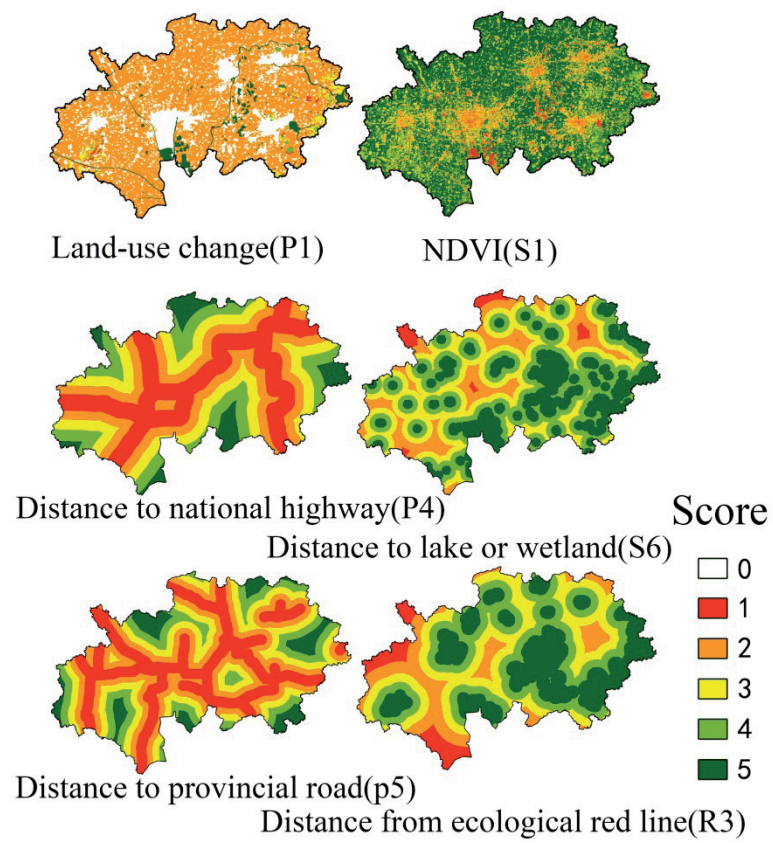 Land-use change(P1)
NDVI(S1)
Distance to national highway(P4)
Distance to lake or wetland(S6)
Score
0
1
2
3
4
5
Distance to provincial road(p5)
Distance from ecological red line(R3)